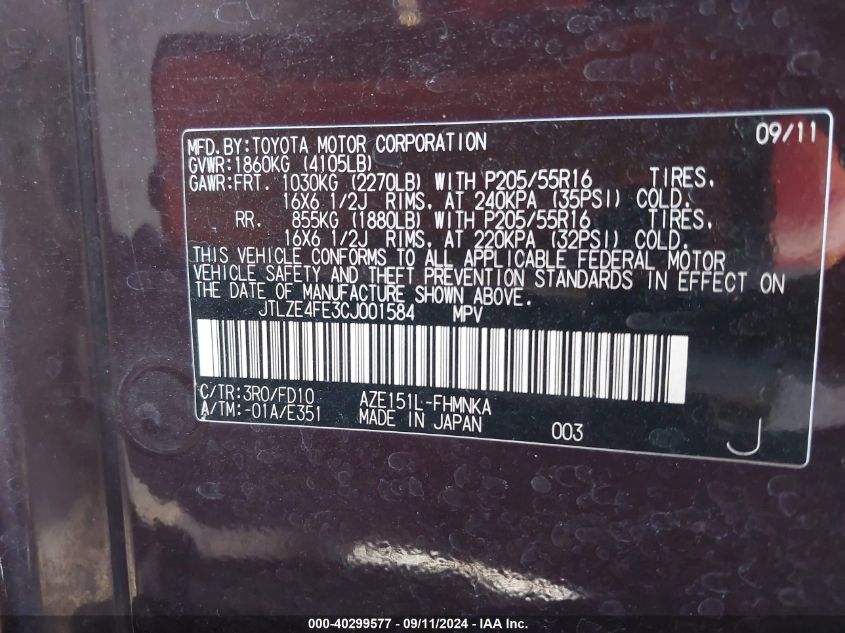 MFD.BY:TOYOTA MOTOR CORPORATION 09/11
GVWR:1860KG (4105LB)
GAWR:FRT. 1030KG (2270LB) WITH P205/55R16 TIRES,
16X6 1/2J RIMS, AT 240KPA (35PSI) COLD.
RR. 855KG (1880LB) WITH P205/55R16 TIRES,
16X6 1/2J RIMS, AT 220KPA (32PSI) COLD.
THIS VEHICLE CONFORMS TO ALL APPLICABLE FEDERAL MOTOR
VEHICLE SAFETY AND THEFT PREVENTION STANDARDS IN EFFECT ON
THE DATE OF MANUFACTURE SHOWN ABOVE.
JTLZE4FE3CJ001584 MPV
C/TR:3R0/FD10 AZE151L-FHMNKA
A/TM:-01A/E351 MADE IN JAPAN 003 J
000-40299577 - 09/11/2024 - IAA Inc.